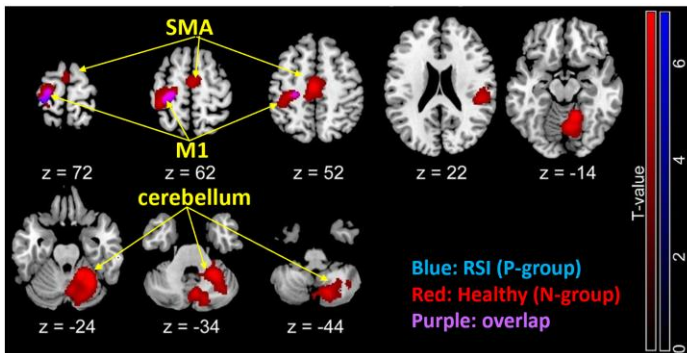 SMA
M1
z = 72
z = 62
z = 52
z = 22
z = -14
cerebellum
z = -24
z = -34
z = -44
Blue: RSI (P-group)
Red: Healthy (N-group)
Purple: overlap
T-value
6
4
2
0